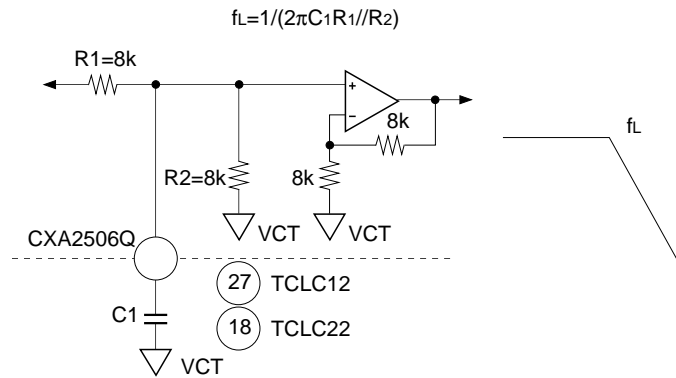 fL=1/(2πC1R1//R2)
R1=8k
+
−
8k
fL
R2=8k
8k
VCT
VCT
CXA2506Q
27 TCLC12
C1
18 TCLC22
VCT